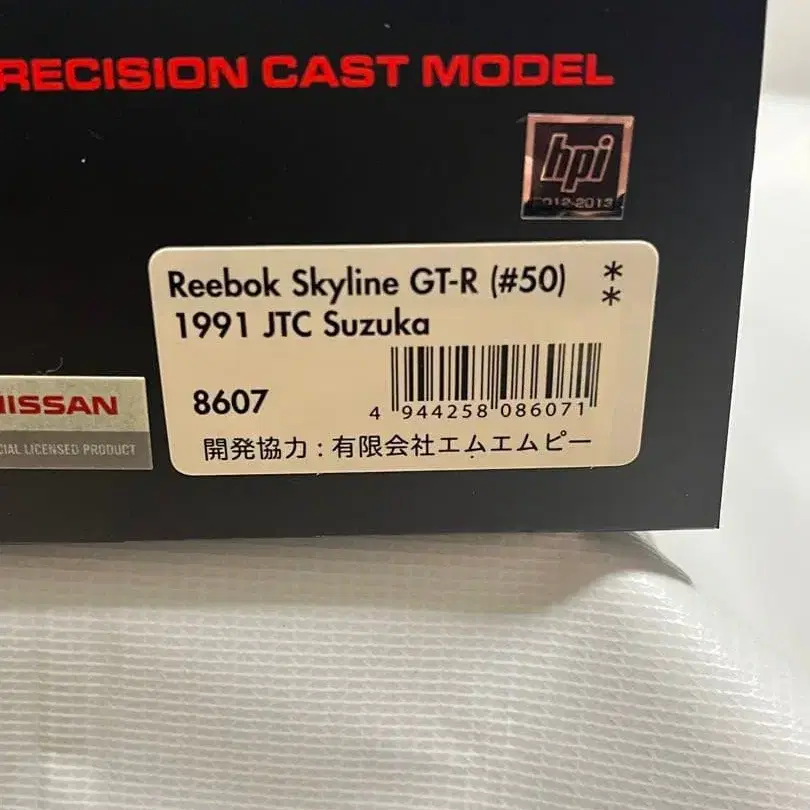 RECISION CAST MODEL
hpi
2012-2013
Reebok Skyline GT-R (#50) **
1991 JTC Suzuka
8607
4 944258 086071
開発協力 : 有限会社エムエムピー
NISSAN
CIAL LICENSED PRODUCT